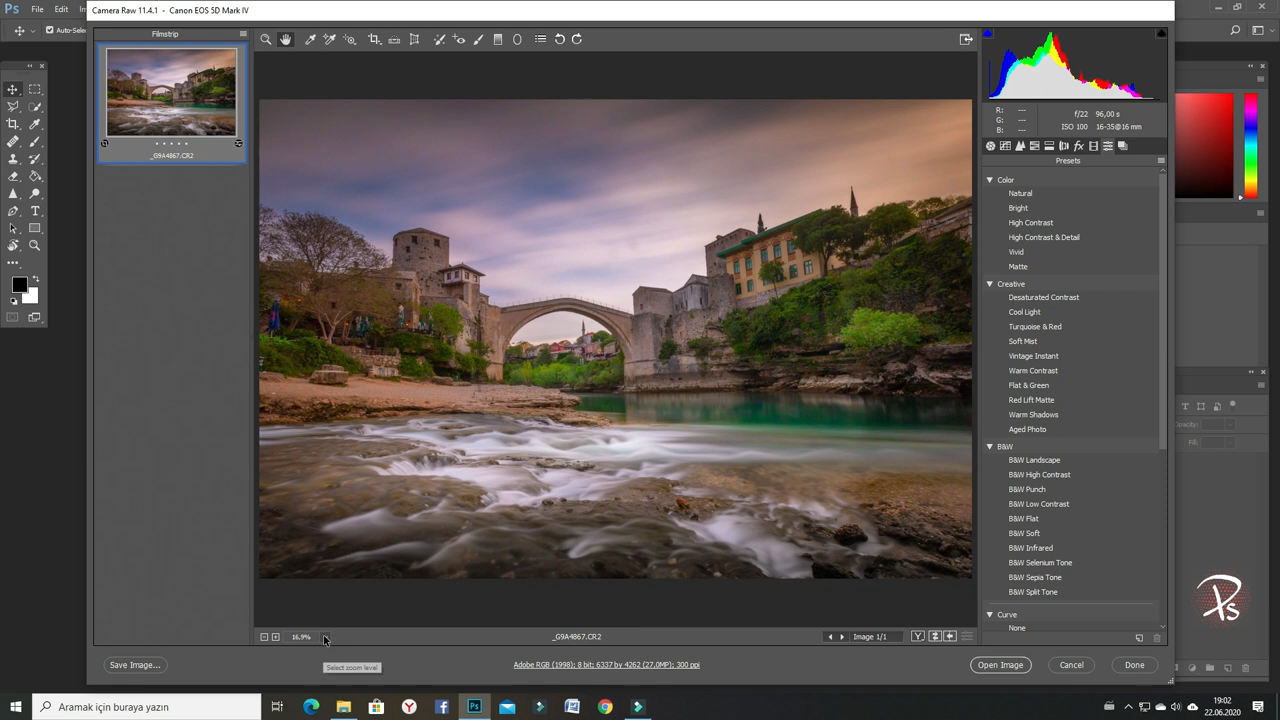 Camera Raw 11.4.1 - Canon EOS 5D Mark IV
Ps File Ed
Auto-Selec
Filmstrip
_G9A4867.CR2
R: ---
G: ---
B: ---
f/22 96,00 s
ISO 100 16-35@16 mm
Presets
Color
Natural
Bright
High Contrast
High Contrast & Detail
Vivid
Matte
Creative
Desaturated Contrast
Cool Light
Turquoise & Red
Soft Mist
Vintage Instant
Warm Contrast
Flat & Green
Red Lift Matte
Warm Shadows
Aged Photo
B&W
B&W Landscape
B&W High Contrast
B&W Punch
B&W Low Contrast
B&W Flat
B&W Soft
B&W Infrared
B&W Selenium Tone
B&W Sepia Tone
B&W Split Tone
Curve
None
Opacity:
Fill:
Ps
16,9%
_G9A4867.CR2
Image 1/1
Select zoom level
Save Image...
Adobe RGB (1998); 8 bit; 6337 by 4262 (27,0MP); 300 ppi
Open Image
Cancel
Done
Aramak için buraya yazın
19:02
22.06.2020